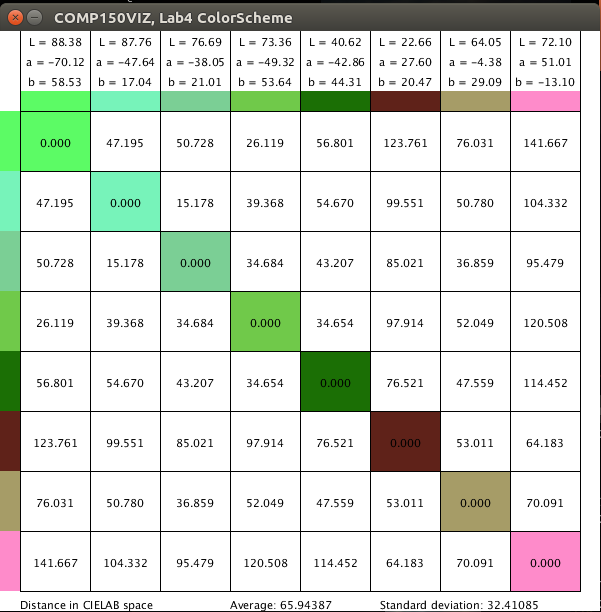 COMP150VIZ, Lab4 ColorScheme
L = 88.38 L = 87.76 L = 76.69 L = 73.36 L = 40.62 L = 22.66 L = 64.05 L = 72.10
a = −70.12 a = −47.64 a = −38.05 a = −49.32 a = −42.86 a = 27.60 a = −4.38 a = 51.01
b = 58.53 b = 17.04 b = 21.01 b = 53.64 b = 44.31 b = 20.47 b = 29.09 b = −13.10
0.000 47.195 50.728 26.119 56.801 123.761 76.031 141.667
47.195 0.000 15.178 39.368 54.670 99.551 50.780 104.332
50.728 15.178 0.000 34.684 43.207 85.021 36.859 95.479
26.119 39.368 34.684 0.000 34.654 97.914 52.049 120.508
56.801 54.670 43.207 34.654 0.000 76.521 47.559 114.452
123.761 99.551 85.021 97.914 76.521 0.000 53.011 64.183
76.031 50.780 36.859 52.049 47.559 53.011 0.000 70.091
141.667 104.332 95.479 120.508 114.452 64.183 70.091 0.000
Distance in CIELAB space Average: 65.94387 Standard deviation: 32.41085